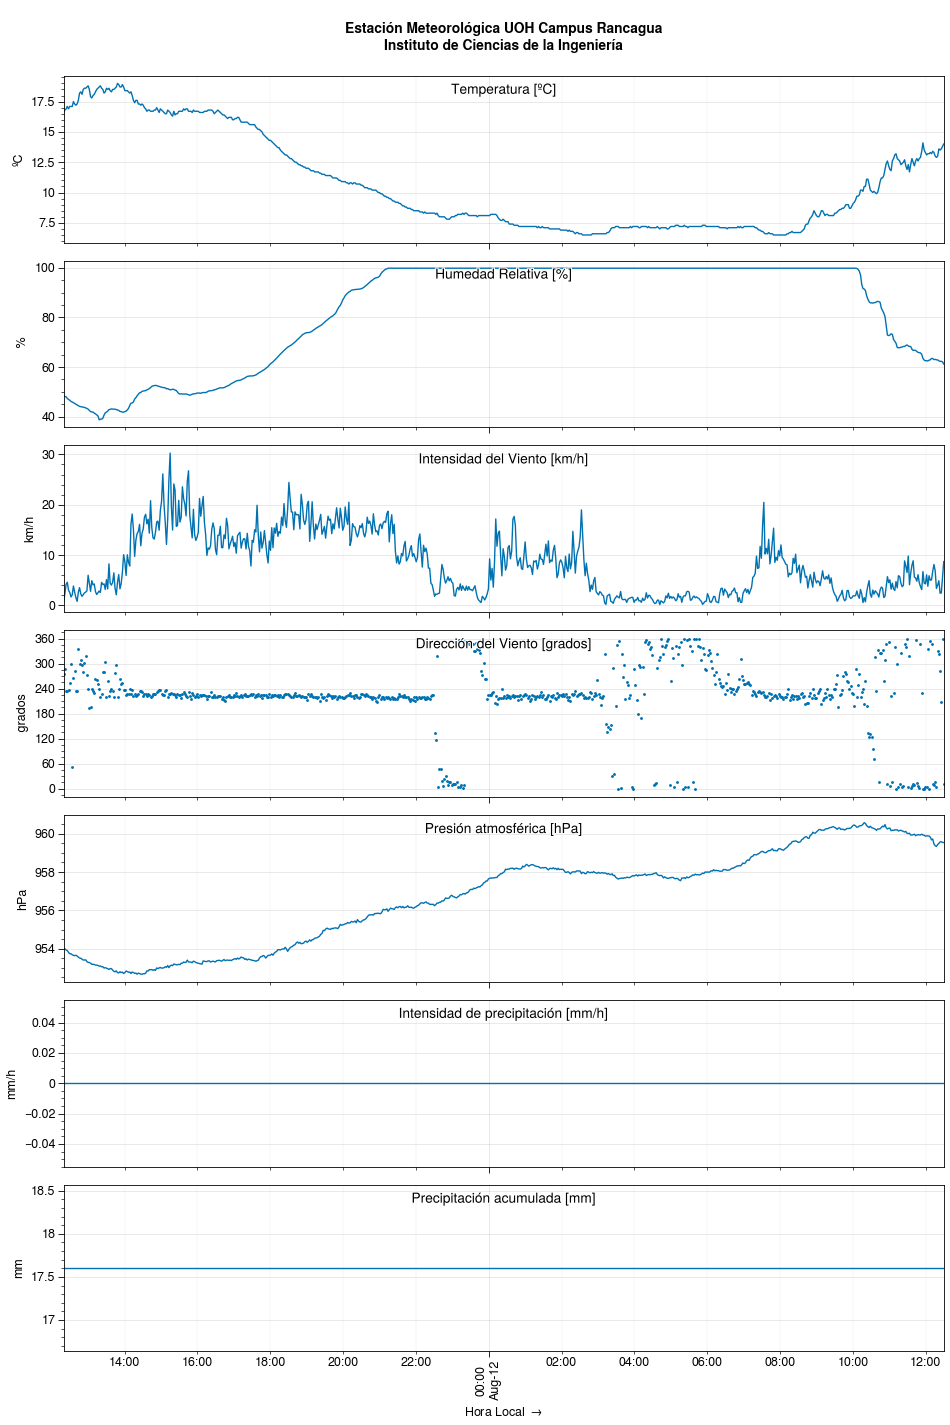 Estación Meteorológica UOH Campus Rancagua
Instituto de Ciencias de la Ingeniería
Temperatura [ºC]
17.5
15
12.5
10
7.5
ºC
Humedad Relativa [%]
100
80
60
40
%
Intensidad del Viento [km/h]
30
20
10
0
km/h
Dirección del Viento [grados]
360
300
240
180
120
60
0
grados
Presión atmosférica [hPa]
960
958
956
954
hPa
Intensidad de precipitación [mm/h]
0.04
0.02
0
−0.02
−0.04
mm/h
Precipitación acumulada [mm]
18.5
18
17.5
17
mm
14:00 16:00 18:00 20:00 22:00 00:00 02:00 04:00 06:00 08:00 10:00 12:00
Aug-12
Hora Local →